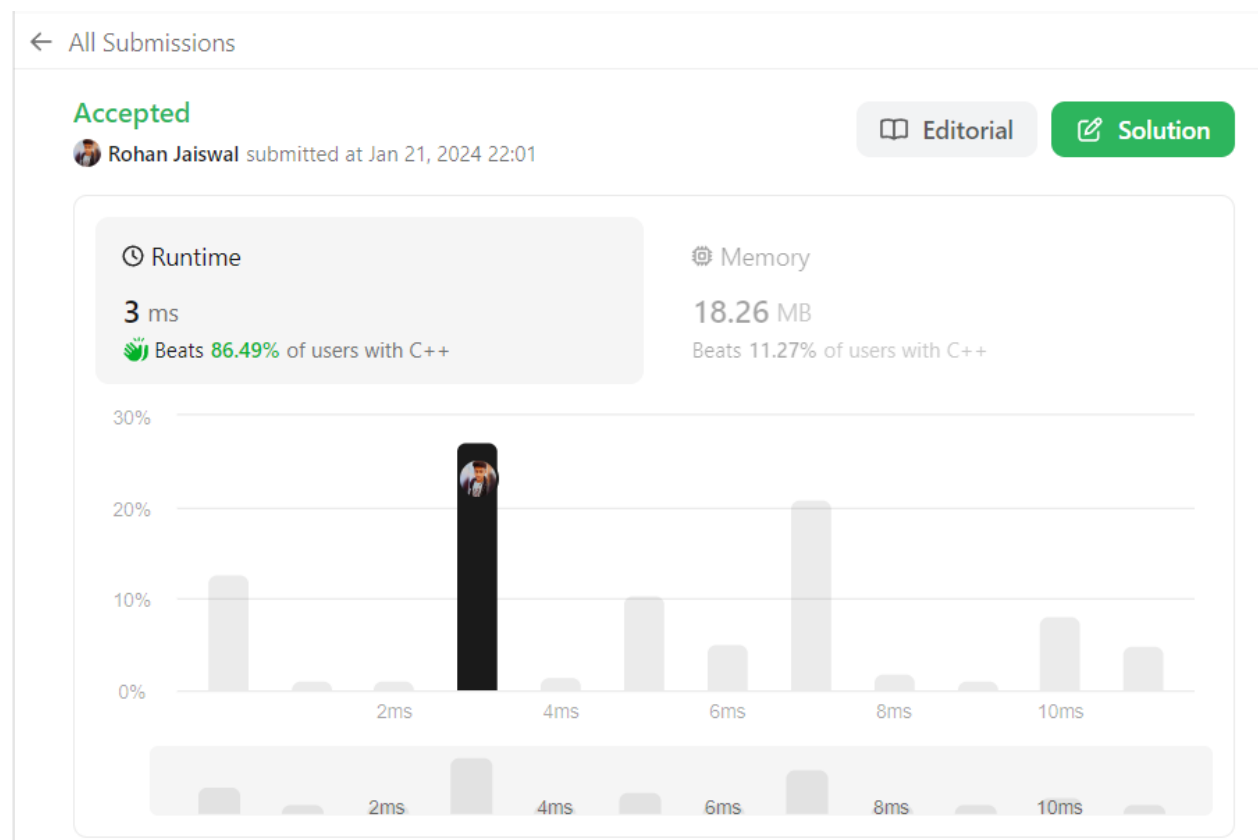 ← All Submissions
Accepted
Rohan Jaiswal submitted at Jan 21, 2024 22:01
Editorial
Solution
Runtime
3 ms
Beats 86.49% of users with C++
Memory
18.26 MB
Beats 11.27% of users with C++
30%
20%
10%
0%
2ms 4ms 6ms 8ms 10ms
2ms 4ms 6ms 8ms 10ms